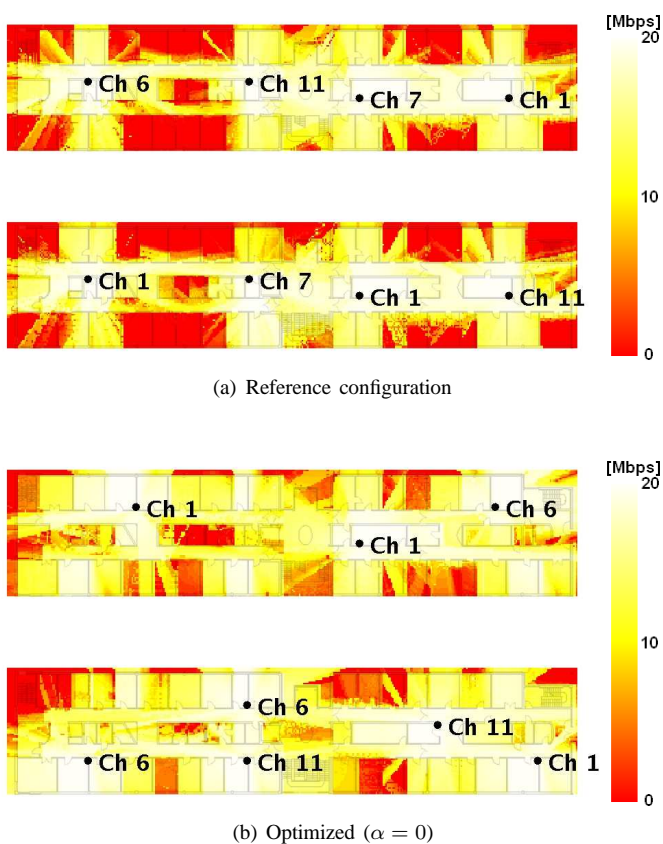 [Mbps]
20
Ch 6
Ch 11
Ch 7
Ch 1
10
Ch 1
Ch 7
Ch 1
Ch 11
0
(a) Reference configuration
[Mbps]
20
Ch 1
Ch 6
Ch 1
10
Ch 6
Ch 11
Ch 6
Ch 11
Ch 1
0
(b) Optimized (α = 0)